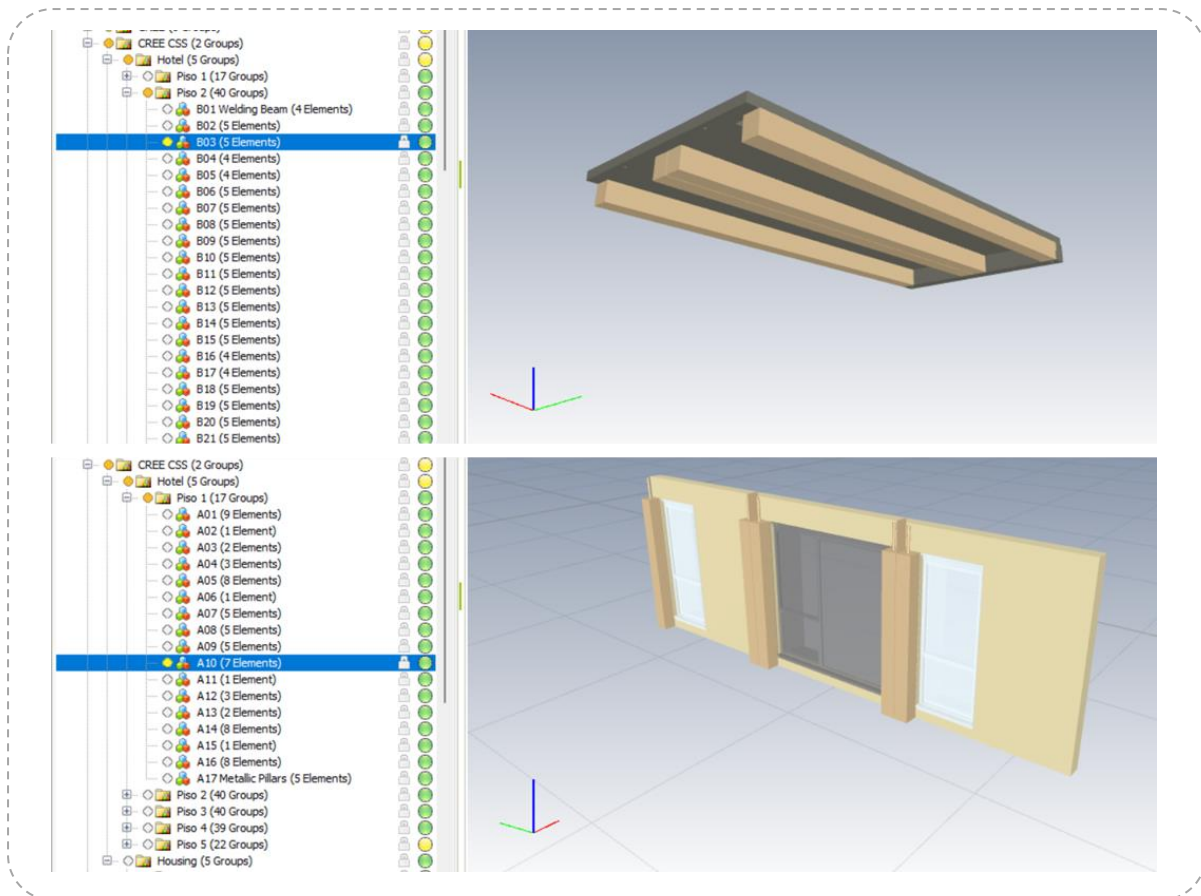 CREE CSS (2 Groups)
Hotel (5 Groups)
Piso 1 (17 Groups)
Piso 2 (40 Groups)
B01 Welding Beam (4 Elements)
B02 (5 Elements)
B03 (5 Elements)
B04 (4 Elements)
B05 (4 Elements)
B06 (5 Elements)
B07 (5 Elements)
B08 (5 Elements)
B09 (5 Elements)
B10 (5 Elements)
B11 (5 Elements)
B12 (5 Elements)
B13 (5 Elements)
B14 (5 Elements)
B15 (5 Elements)
B16 (4 Elements)
B17 (4 Elements)
B18 (5 Elements)
B19 (5 Elements)
B20 (5 Elements)
B21 (5 Elements)
CREE CSS (2 Groups)
Hotel (5 Groups)
Piso 1 (17 Groups)
A01 (9 Elements)
A02 (1 Element)
A03 (2 Elements)
A04 (3 Elements)
A05 (8 Elements)
A06 (1 Element)
A07 (5 Elements)
A08 (5 Elements)
A09 (5 Elements)
A10 (7 Elements)
A11 (1 Element)
A12 (3 Elements)
A13 (2 Elements)
A14 (8 Elements)
A15 (1 Element)
A16 (8 Elements)
A17 Metallic Pillars (5 Elements)
Piso 2 (40 Groups)
Piso 3 (40 Groups)
Piso 4 (39 Groups)
Piso 5 (22 Groups)
Housing (5 Groups)